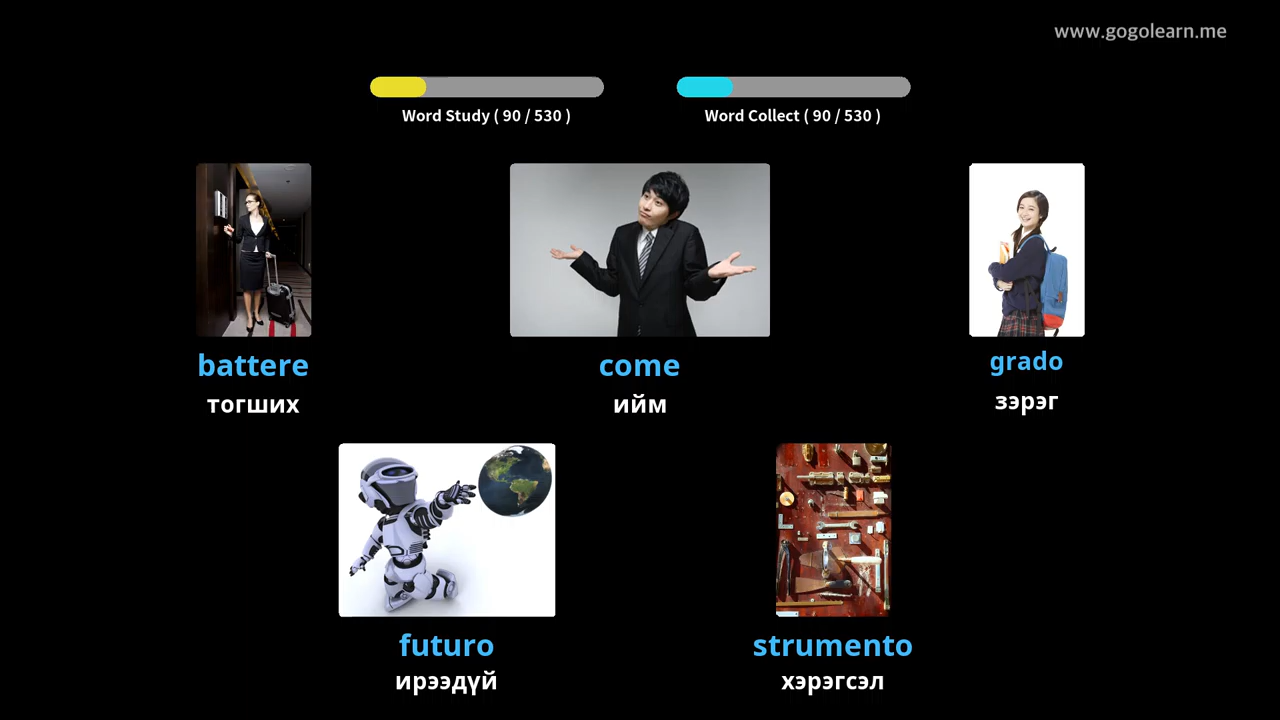 www.gogolearn.me
Word Study ( 90 / 530 )
Word Collect ( 90 / 530 )
battere
тогших
come
ийм
grado
зэрэг
futuro
ирээдүй
strumento
хэрэгсэл